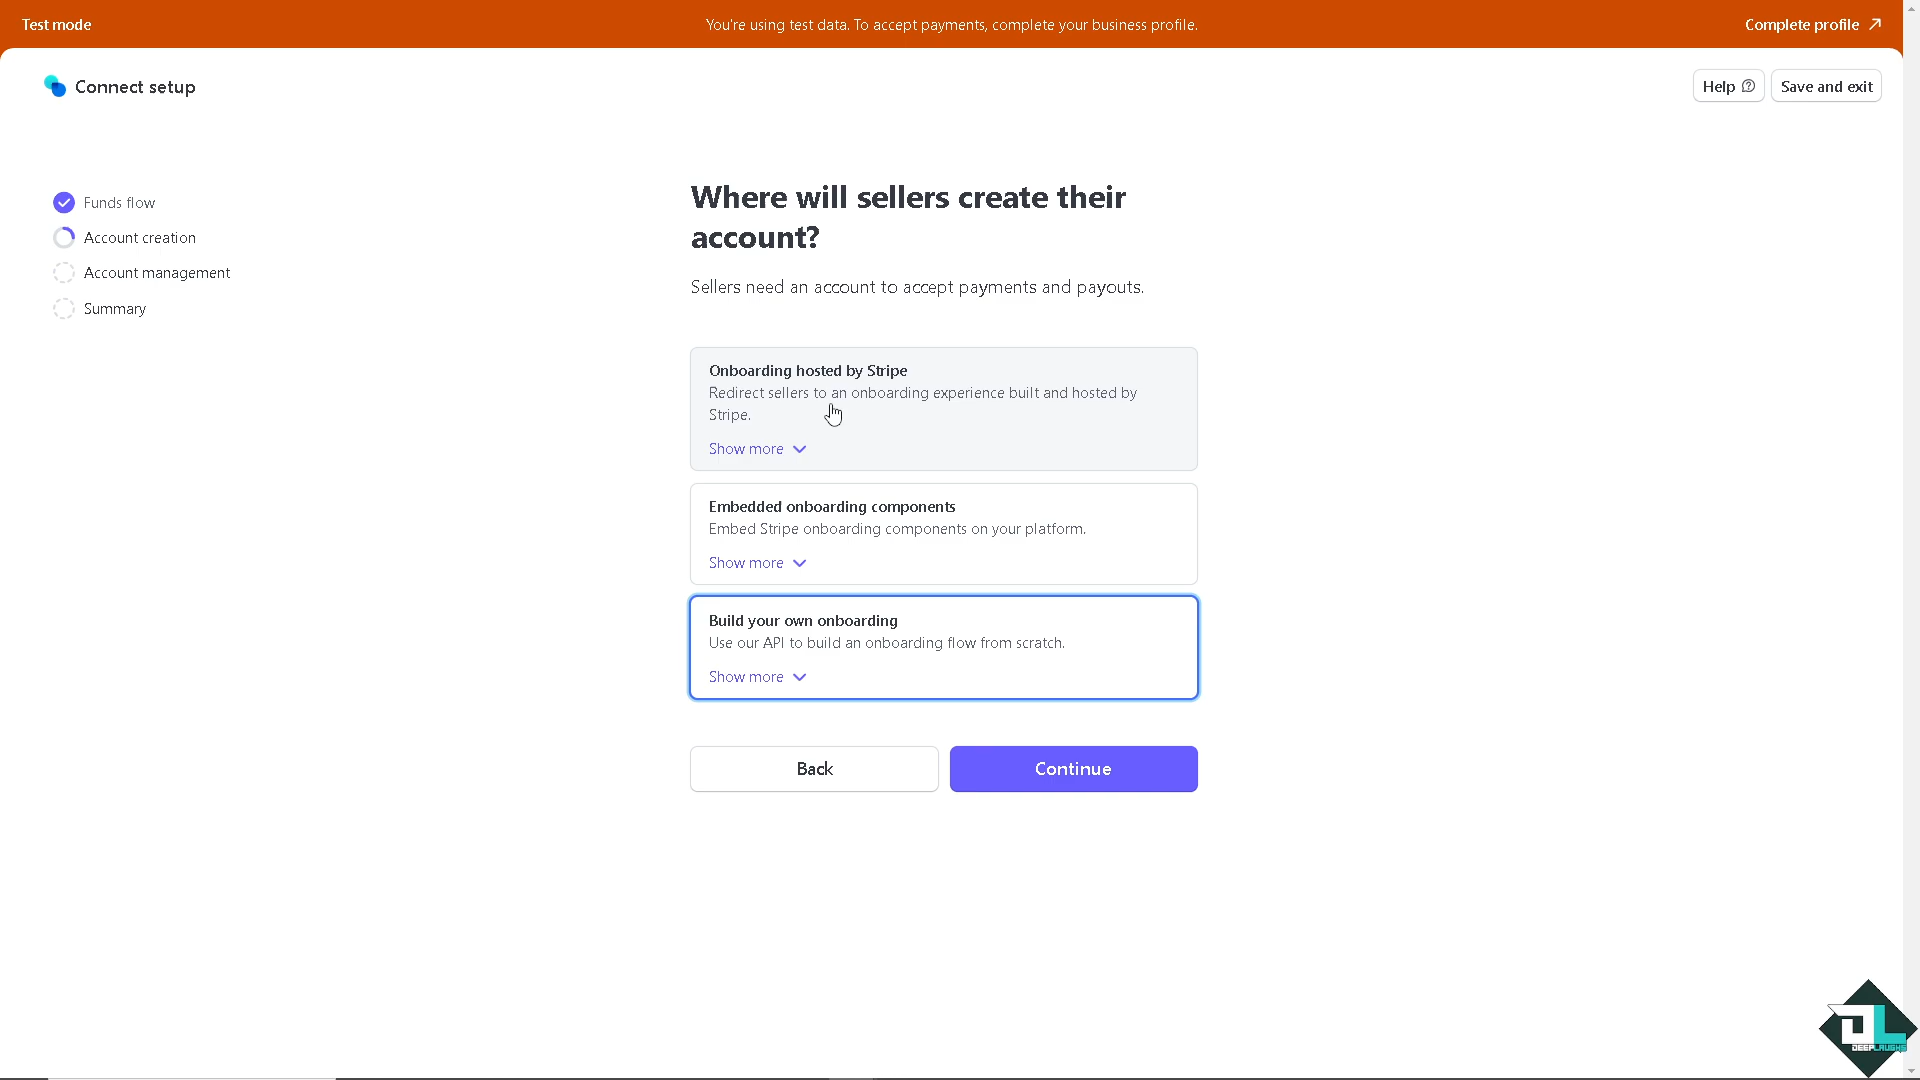 Test mode
You're using test data. To accept payments, complete your business profile.
Complete profile
Connect setup
Help
Save and exit
Funds flow
Account creation
Account management
Summary
Where will sellers create their
account?
Sellers need an account to accept payments and payouts.
Onboarding hosted by Stripe
Redirect sellers to an onboarding experience built and hosted by
Stripe.
Show more
Embedded onboarding components
Embed Stripe onboarding components on your platform.
Show more
Build your own onboarding
Use our API to build an onboarding flow from scratch.
Show more
Back
Continue
DL
DEEPLAUGHS